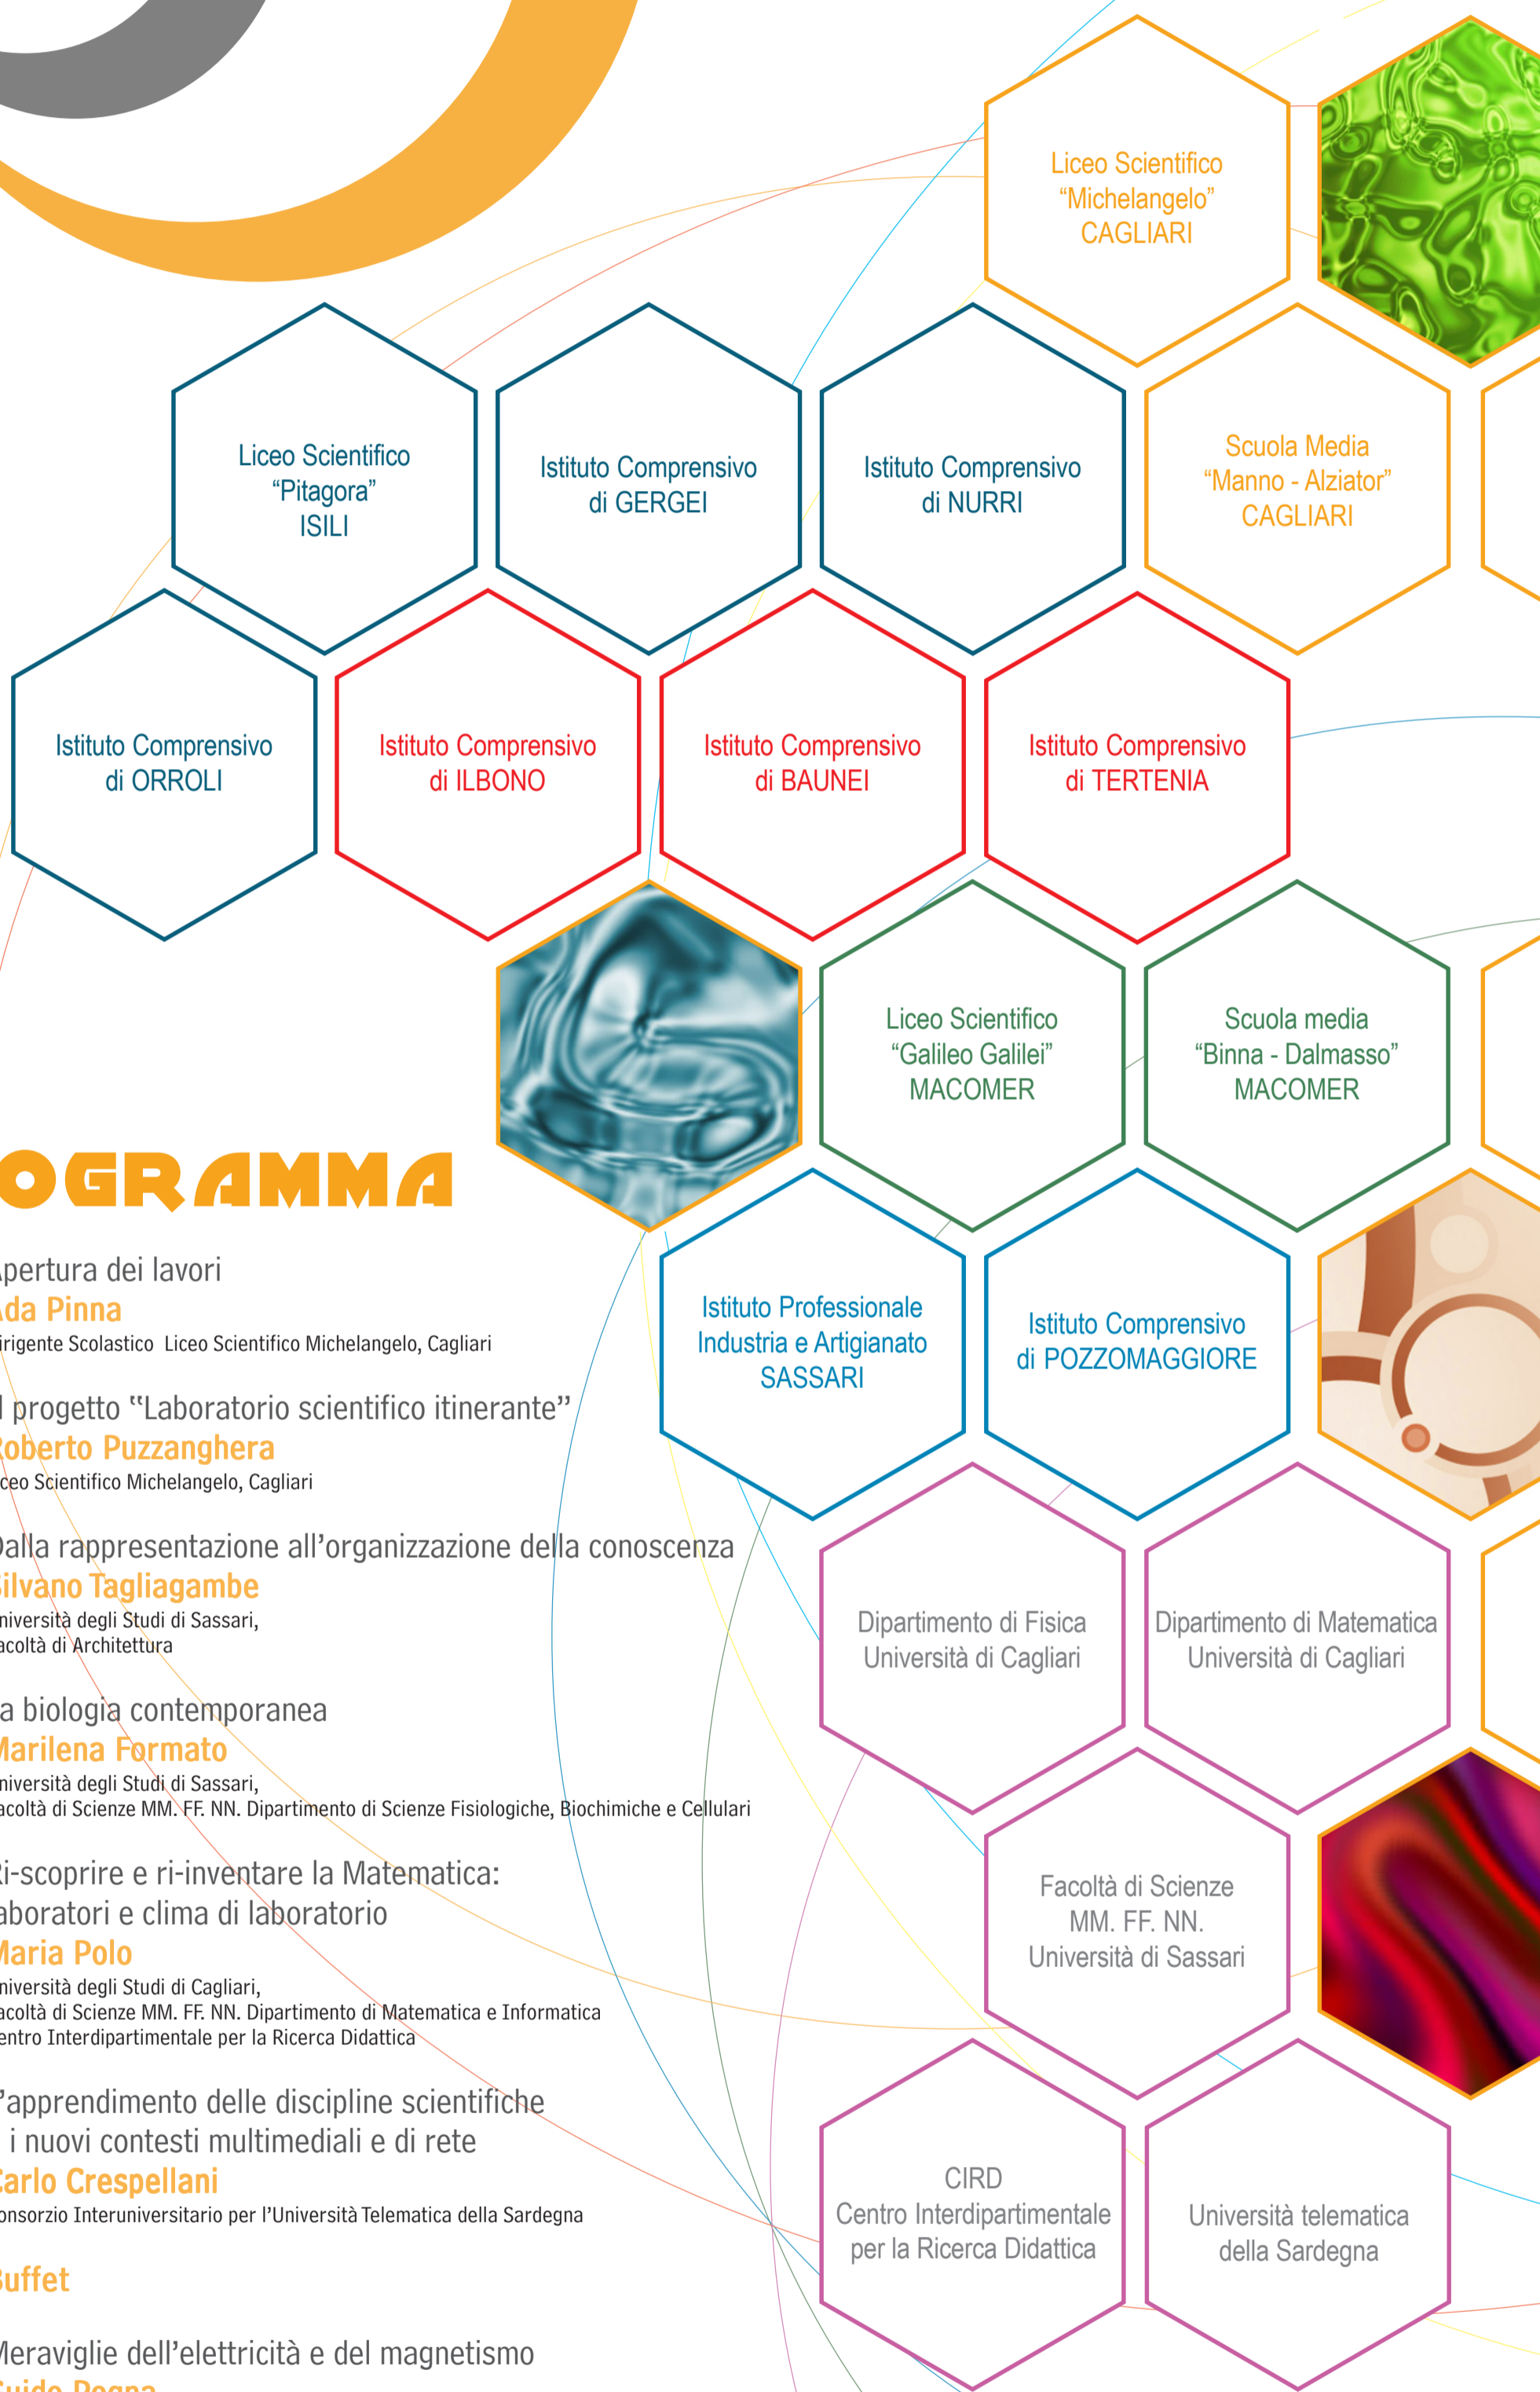 Liceo Scientifico
“Michelangelo”
CAGLIARI
Liceo Scientifico
“Pitagora”
ISILI
Istituto Comprensivo
di GERGEI
Istituto Comprensivo
di NURRI
Scuola Media
“Manno - Alziator”
CAGLIARI
Istituto Comprensivo
di ORROLI
Istituto Comprensivo
di ILBONO
Istituto Comprensivo
di BAUNEI
Istituto Comprensivo
di TERTENIA
Liceo Scientifico
“Galileo Galilei”
MACOMER
Scuola media
“Binna - Dalmasso”
MACOMER
Istituto Professionale
Industria e Artigianato
SASSARI
Istituto Comprensivo
di POZZOMAGGIORE
Dipartimento di Fisica
Università di Cagliari
Dipartimento di Matematica
Università di Cagliari
Facoltà di Scienze
MM. FF. NN.
Università di Sassari
CIRD
Centro Interdipartimentale
per la Ricerca Didattica
Università telematica
della Sardegna
OGRAMMA
pertura dei lavori
da Pinna
irigente Scolastico Liceo Scientifico Michelangelo, Cagliari
l progetto “Laboratorio scientifico itinerante”
oberto Puzzanghera
ceo Scientifico Michelangelo, Cagliari
alla rappresentazione all’organizzazione della conoscenza
ilvano Tagliagambe
niversità degli Studi di Sassari,
acoltà di Architettura
a biologia contemporanea
Marilena Formato
niversità degli Studi di Sassari,
acoltà di Scienze MM. FF. NN. Dipartimento di Scienze Fisiologiche, Biochimiche e Cellulari
i-scoprire e ri-inventare la Matematica:
aboratori e clima di laboratorio
Maria Polo
niversità degli Studi di Cagliari,
acoltà di Scienze MM. FF. NN. Dipartimento di Matematica e Informatica
entro Interdipartimentale per la Ricerca Didattica
’apprendimento delle discipline scientifiche
i nuovi contesti multimediali e di rete
Carlo Crespellani
onsorzio Interuniversitario per l’Università Telematica della Sardegna
Buffet
Meraviglie dell’elettricità e del magnetismo